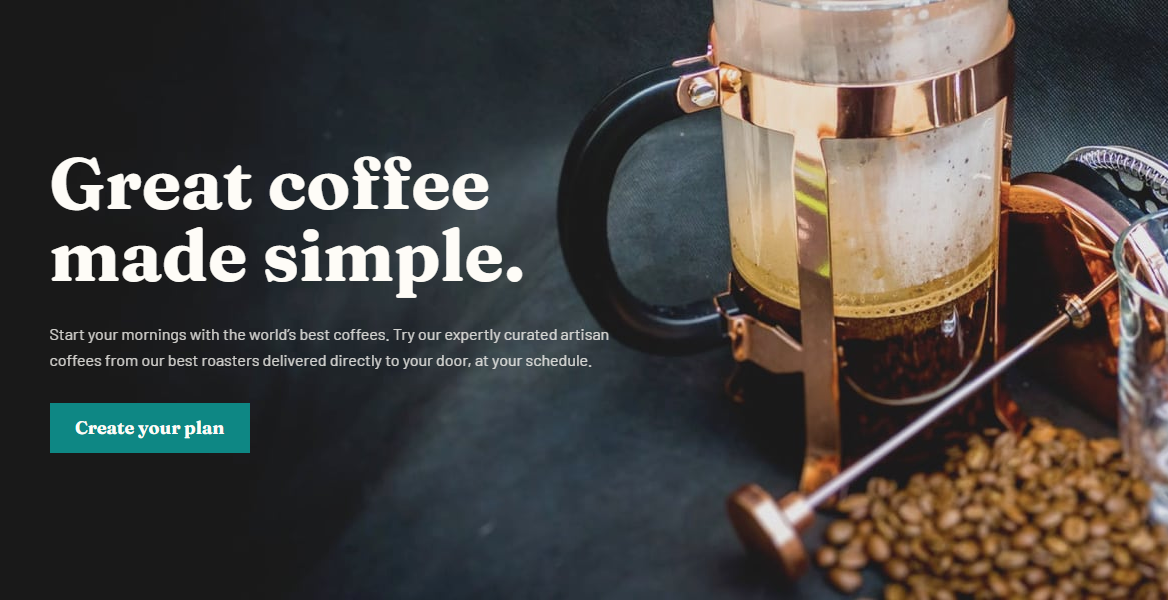 Great coffee
made simple.
Start your mornings with the world’s best coffees. Try our expertly curated artisan
coffees from our best roasters delivered directly to your door, at your schedule.
Create your plan